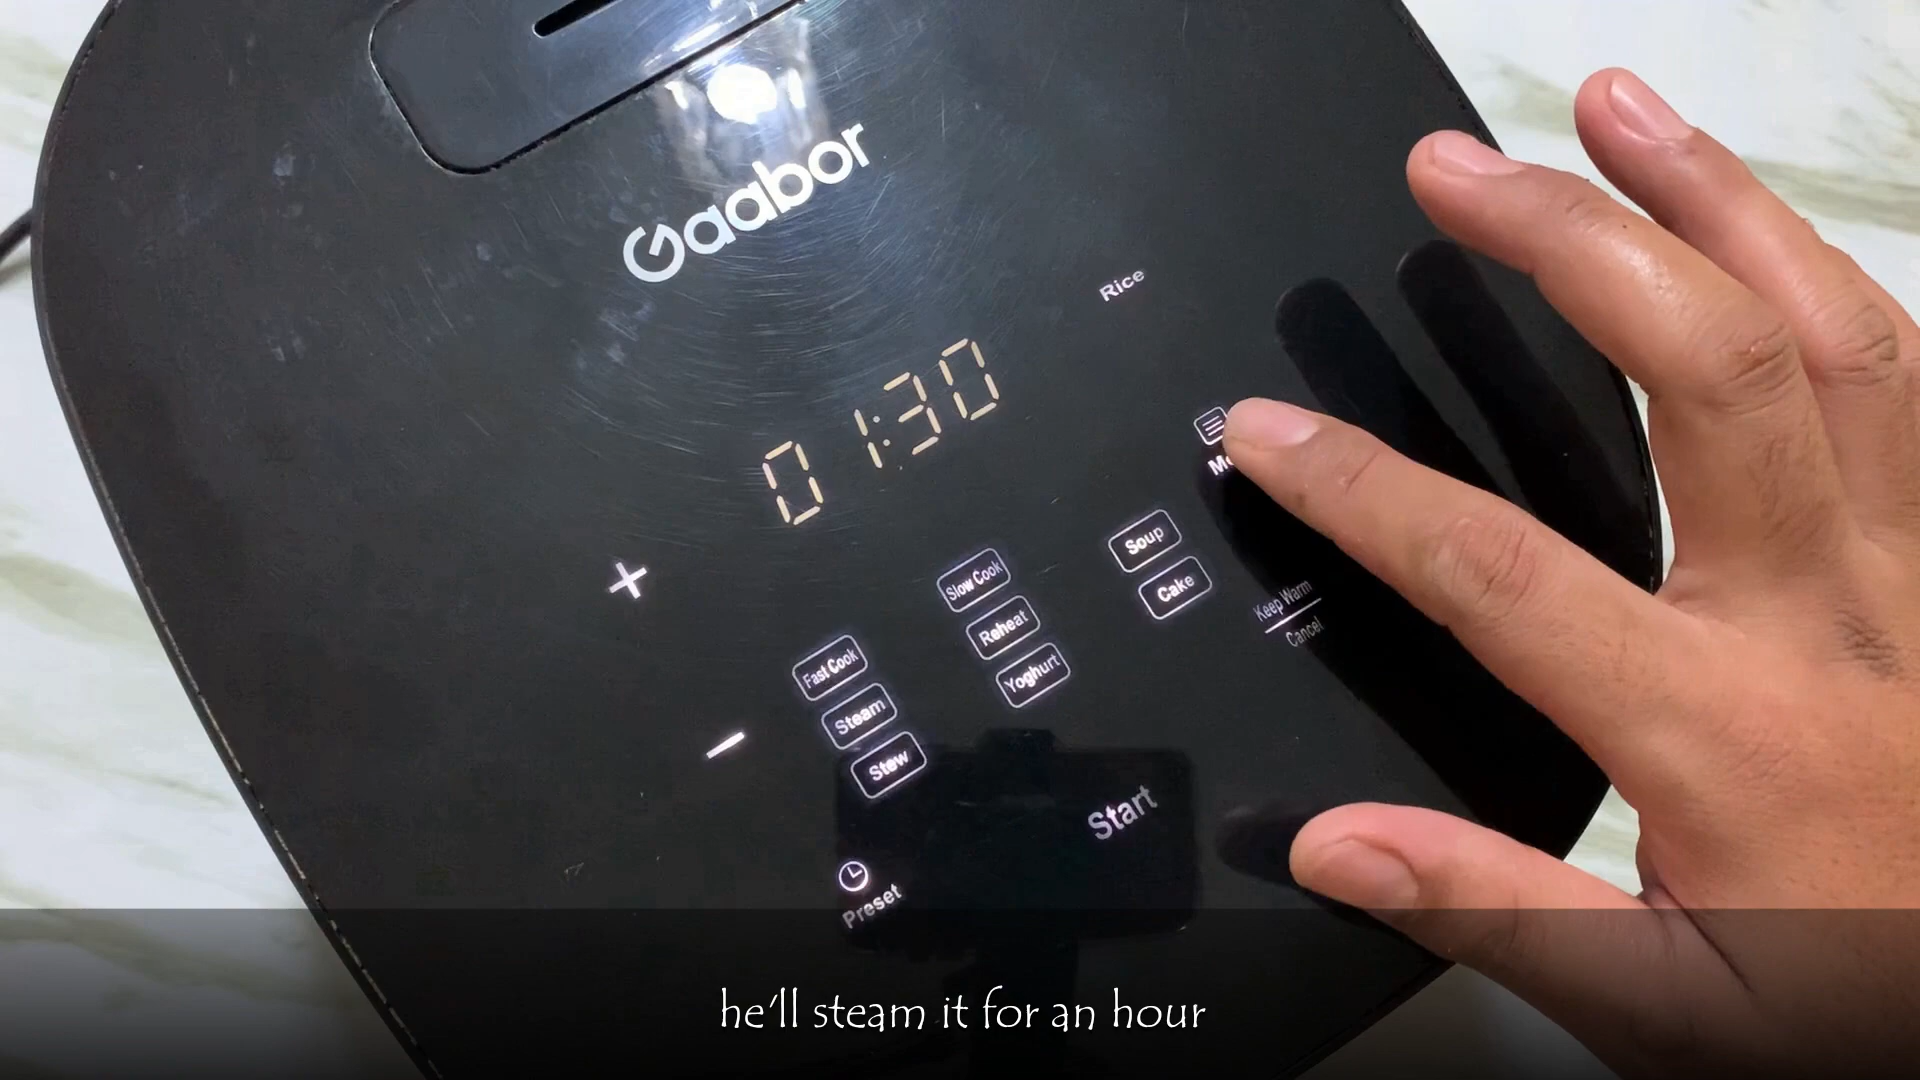 Gaabor
Rice
01:30
Me
Soup
Cake
Slow Cook
Reheat
Yoghurt
Fast Cook
Steam
Stew
Keep Warm
Cancel
Start
Preset
he'll steam it for an hour